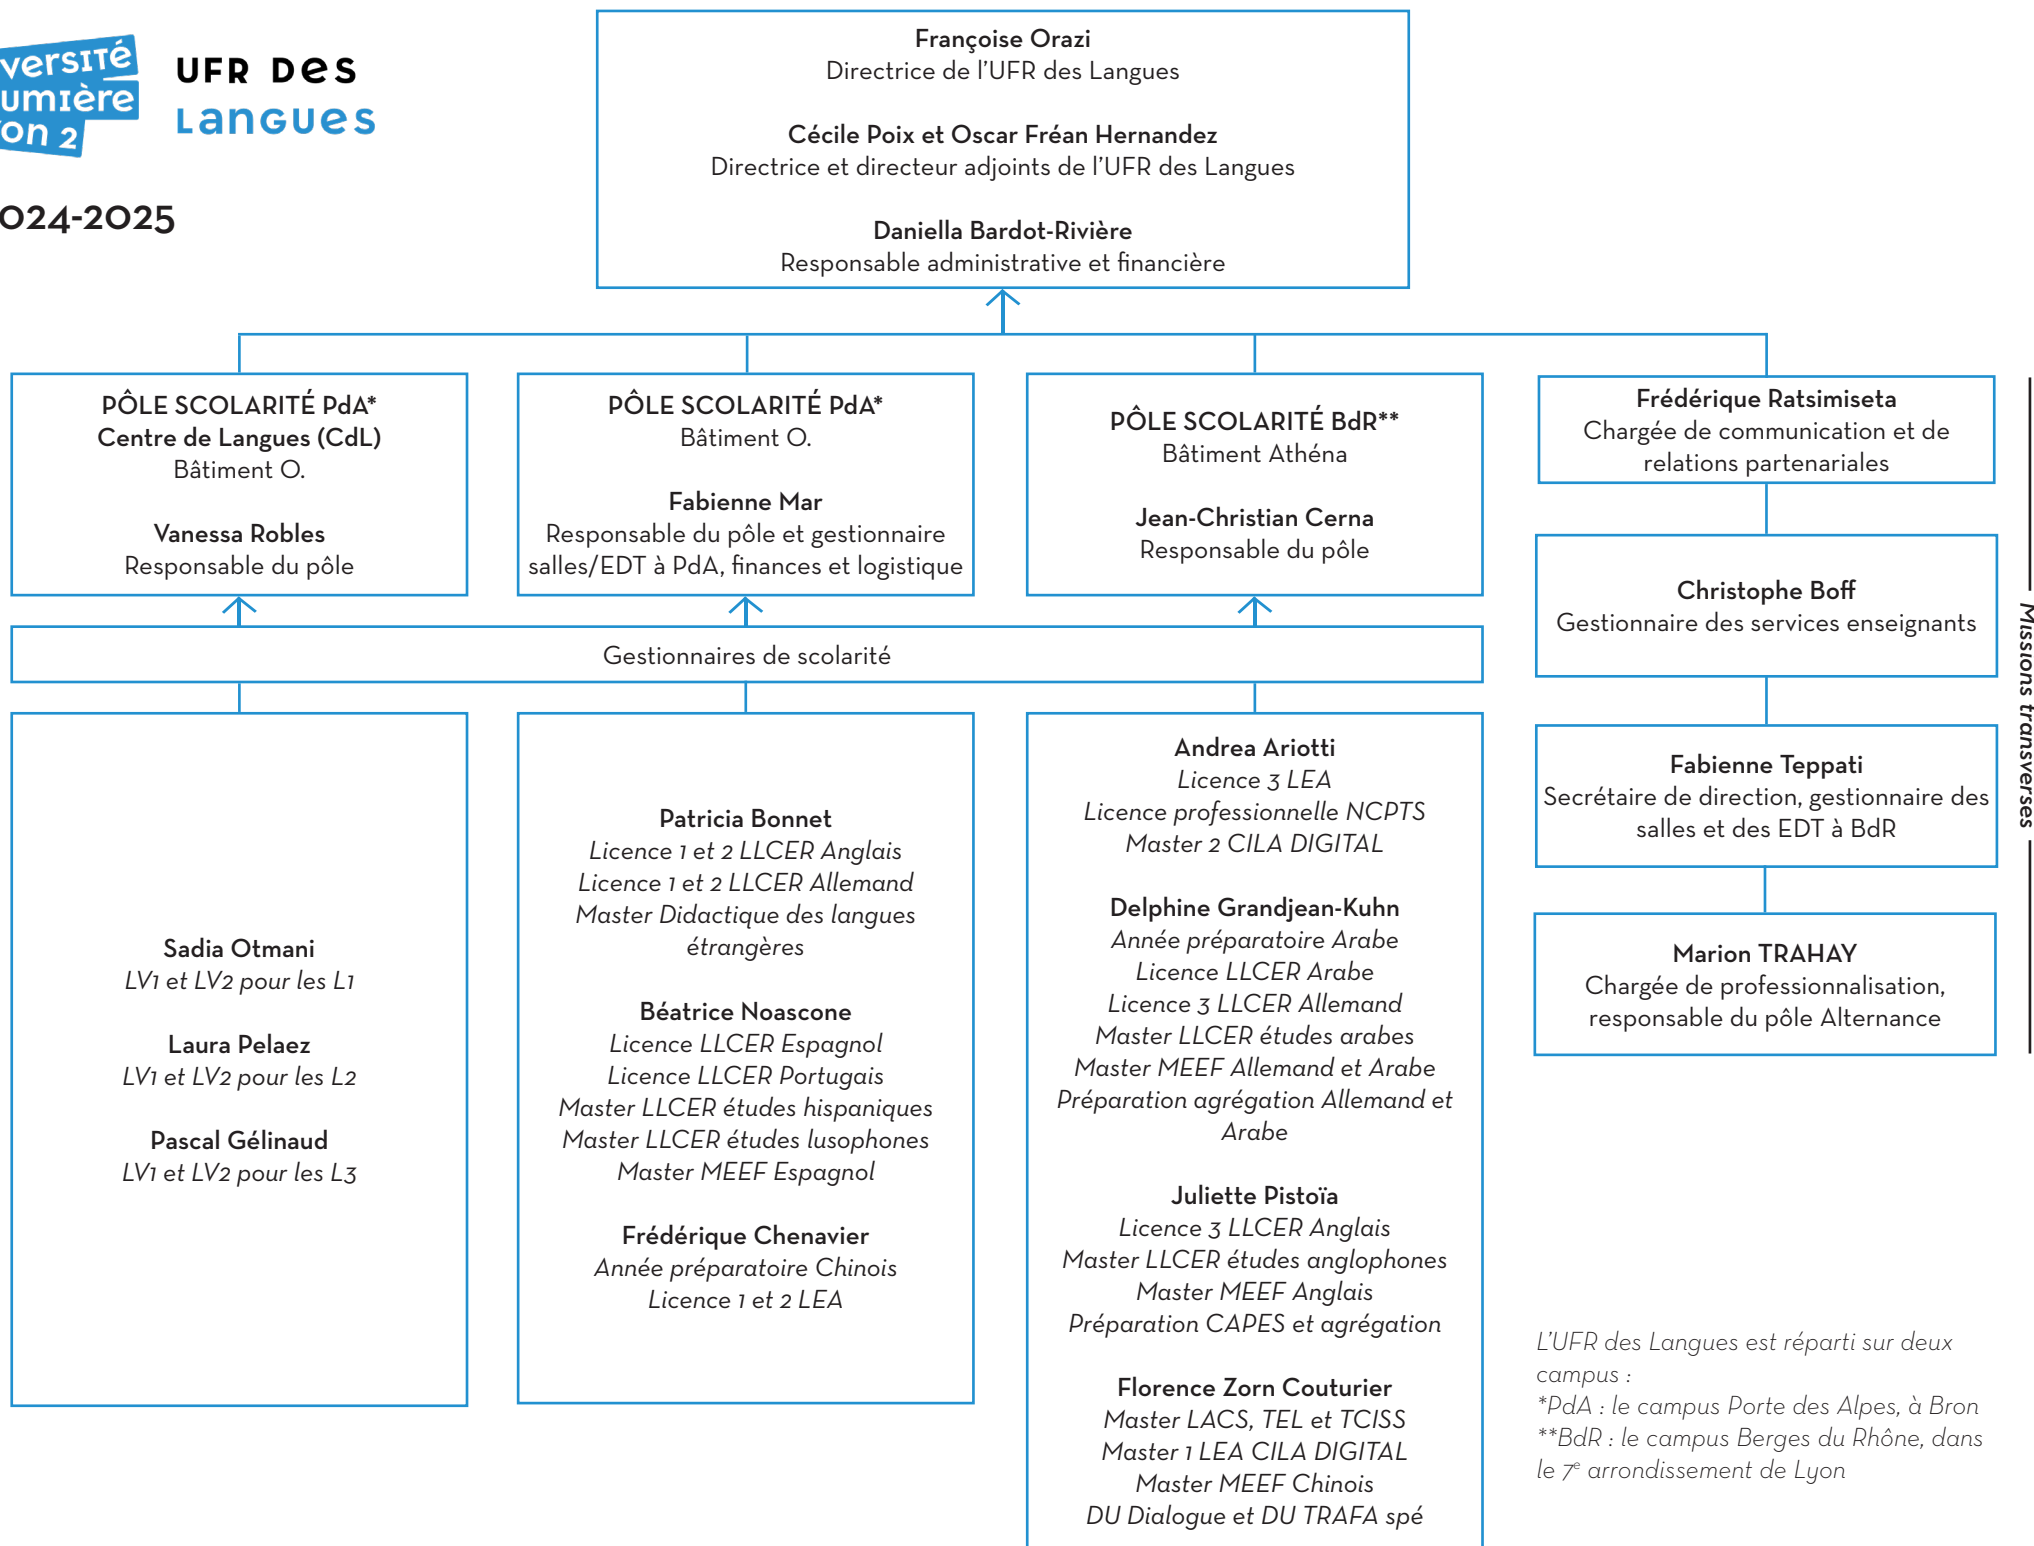 versité
umière
on 2
UFR Des
Langues
024-2025
Françoise Orazi
Directrice de l'UFR des Langues
Cécile Poix et Oscar Fréan Hernandez
Directrice et directeur adjoints de l'UFR des Langues
Daniella Bardot-Rivière
Responsable administrative et financière
PÔLE SCOLARITÉ PdA*
Centre de Langues (CdL)
Bâtiment O.
Vanessa Robles
Responsable du pôle
PÔLE SCOLARITÉ PdA*
Bâtiment O.
Fabienne Mar
Responsable du pôle et gestionnaire
salles/EDT à PdA, finances et logistique
PÔLE SCOLARITÉ BdR**
Bâtiment Athéna
Jean-Christian Cerna
Responsable du pôle
Gestionnaires de scolarité
Sadia Otmani
LV1 et LV2 pour les L1
Laura Pelaez
LV1 et LV2 pour les L2
Pascal Gélinaud
LV1 et LV2 pour les L3
Patricia Bonnet
Licence 1 et 2 LLCER Anglais
Licence 1 et 2 LLCER Allemand
Master Didactique des langues
étrangères
Béatrice Noascone
Licence LLCER Espagnol
Licence LLCER Portugais
Master LLCER études hispaniques
Master LLCER études lusophones
Master MEEF Espagnol
Frédérique Chenavier
Année préparatoire Chinois
Licence 1 et 2 LEA
Andrea Ariotti
Licence 3 LEA
Licence professionnelle NCPTS
Master 2 CILA DIGITAL
Delphine Grandjean-Kuhn
Année préparatoire Arabe
Licence LLCER Arabe
Licence 3 LLCER Allemand
Master LLCER études arabes
Master MEEF Allemand et Arabe
Préparation agrégation Allemand et
Arabe
Juliette Pistoïa
Licence 3 LLCER Anglais
Master LLCER études anglophones
Master MEEF Anglais
Préparation CAPES et agrégation
Florence Zorn Couturier
Master LACS, TEL et TCISS
Master 1 LEA CILA DIGITAL
Master MEEF Chinois
DU Dialogue et DU TRAFA spé
Frédérique Ratsimiseta
Chargée de communication et de
relations partenariales
Christophe Boff
Gestionnaire des services enseignants
Fabienne Teppati
Secrétaire de direction, gestionnaire des
salles et des EDT à BdR
Marion TRAHAY
Chargée de professionnalisation,
responsable du pôle Alternance
Missions transverses
L'UFR des Langues est réparti sur deux
campus :
*PdA : le campus Porte des Alpes, à Bron
**BdR : le campus Berges du Rhône, dans
le 7e arrondissement de Lyon